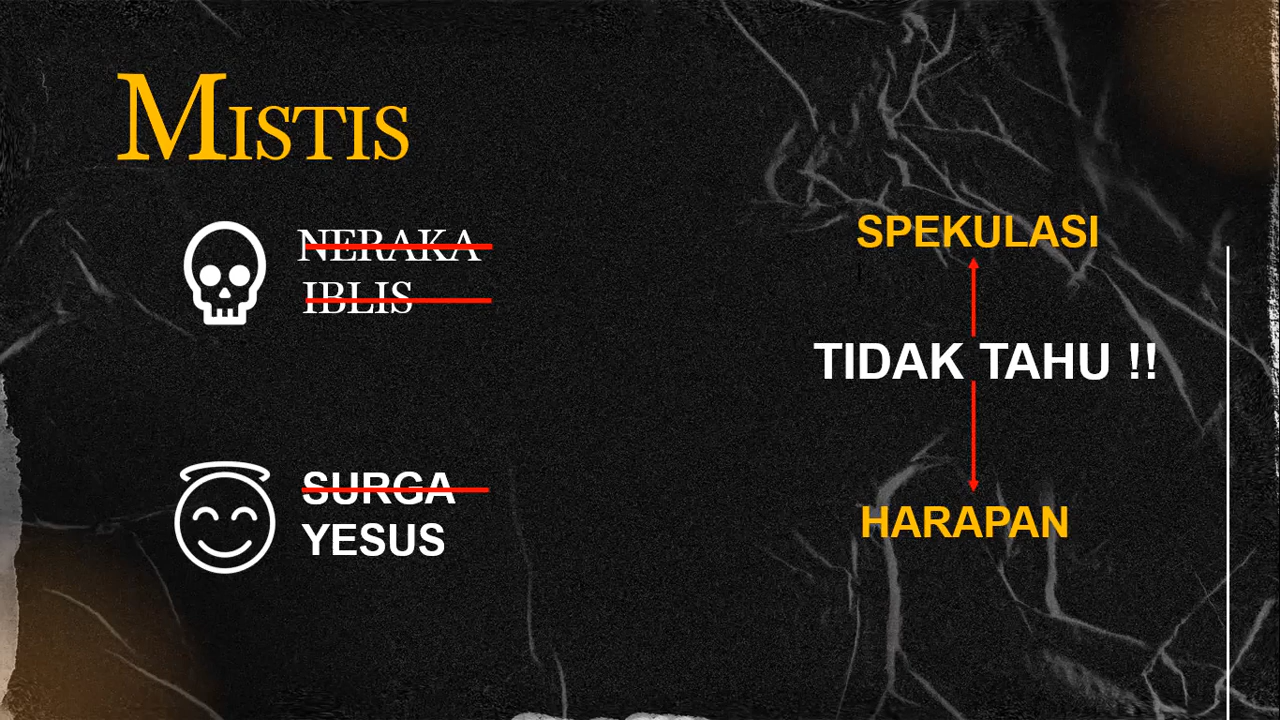 MISTIS
NERAKA
IBLIS
SURGA
YESUS
SPEKULASI
TIDAK TAHU !!
HARAPAN